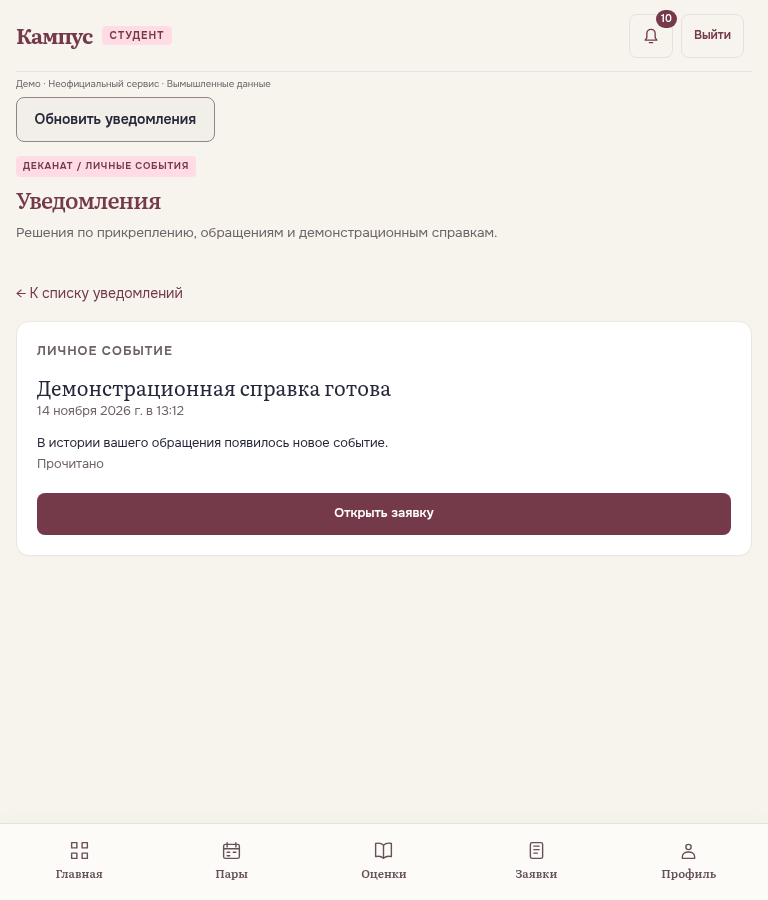 Кампус
СТУДЕНТ
10
Выйти
Демо · Неофициальный сервис · Вымышленные данные
Обновить уведомления
ДЕКАНАТ / ЛИЧНЫЕ СОБЫТИЯ
Уведомления
Решения по прикреплению, обращениям и демонстрационным справкам.
← К списку уведомлений
ЛИЧНОЕ СОБЫТИЕ
Демонстрационная справка готова
14 ноября 2026 г. в 13:12
В истории вашего обращения появилось новое событие.
Прочитано
Открыть заявку
Главная
Пары
Оценки
Заявки
Профиль